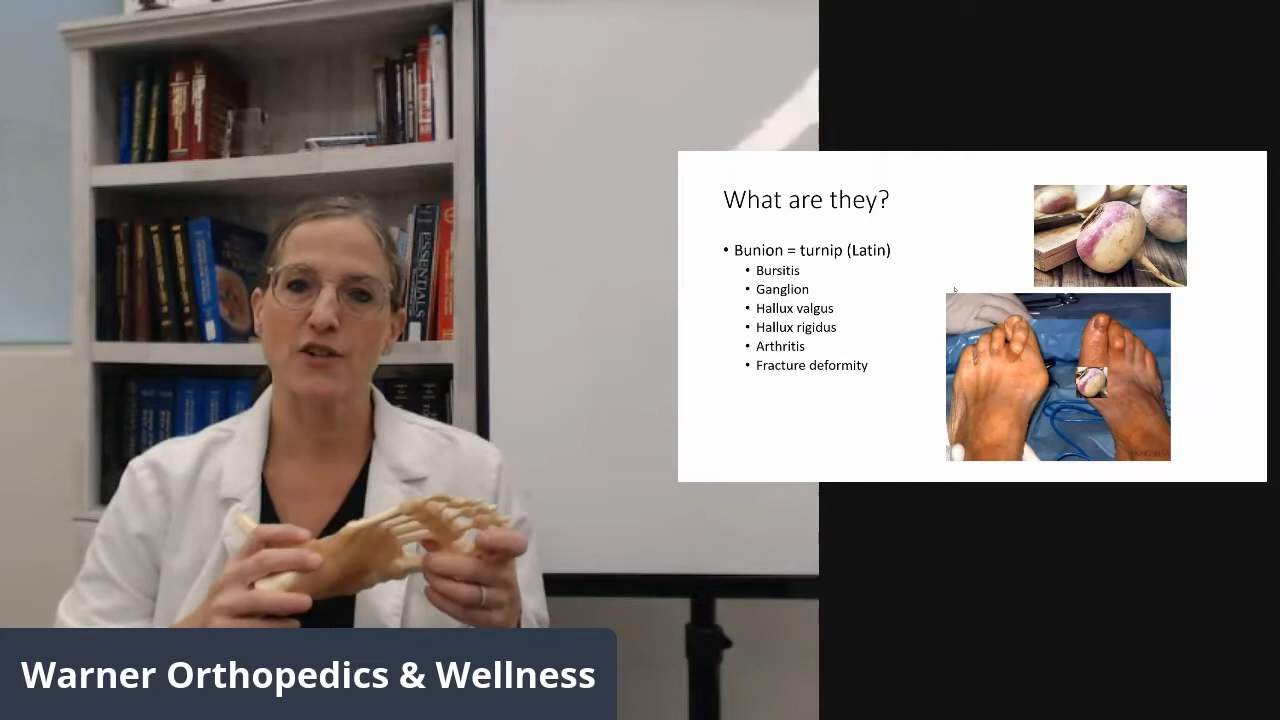 ESSENTIALS
What are they?
• Bunion = turnip (Latin)
• Bursitis
• Ganglion
• Hallux valgus
• Hallux rigidus
• Arthritis
• Fracture deformity
Warner Orthopedics & Wellness